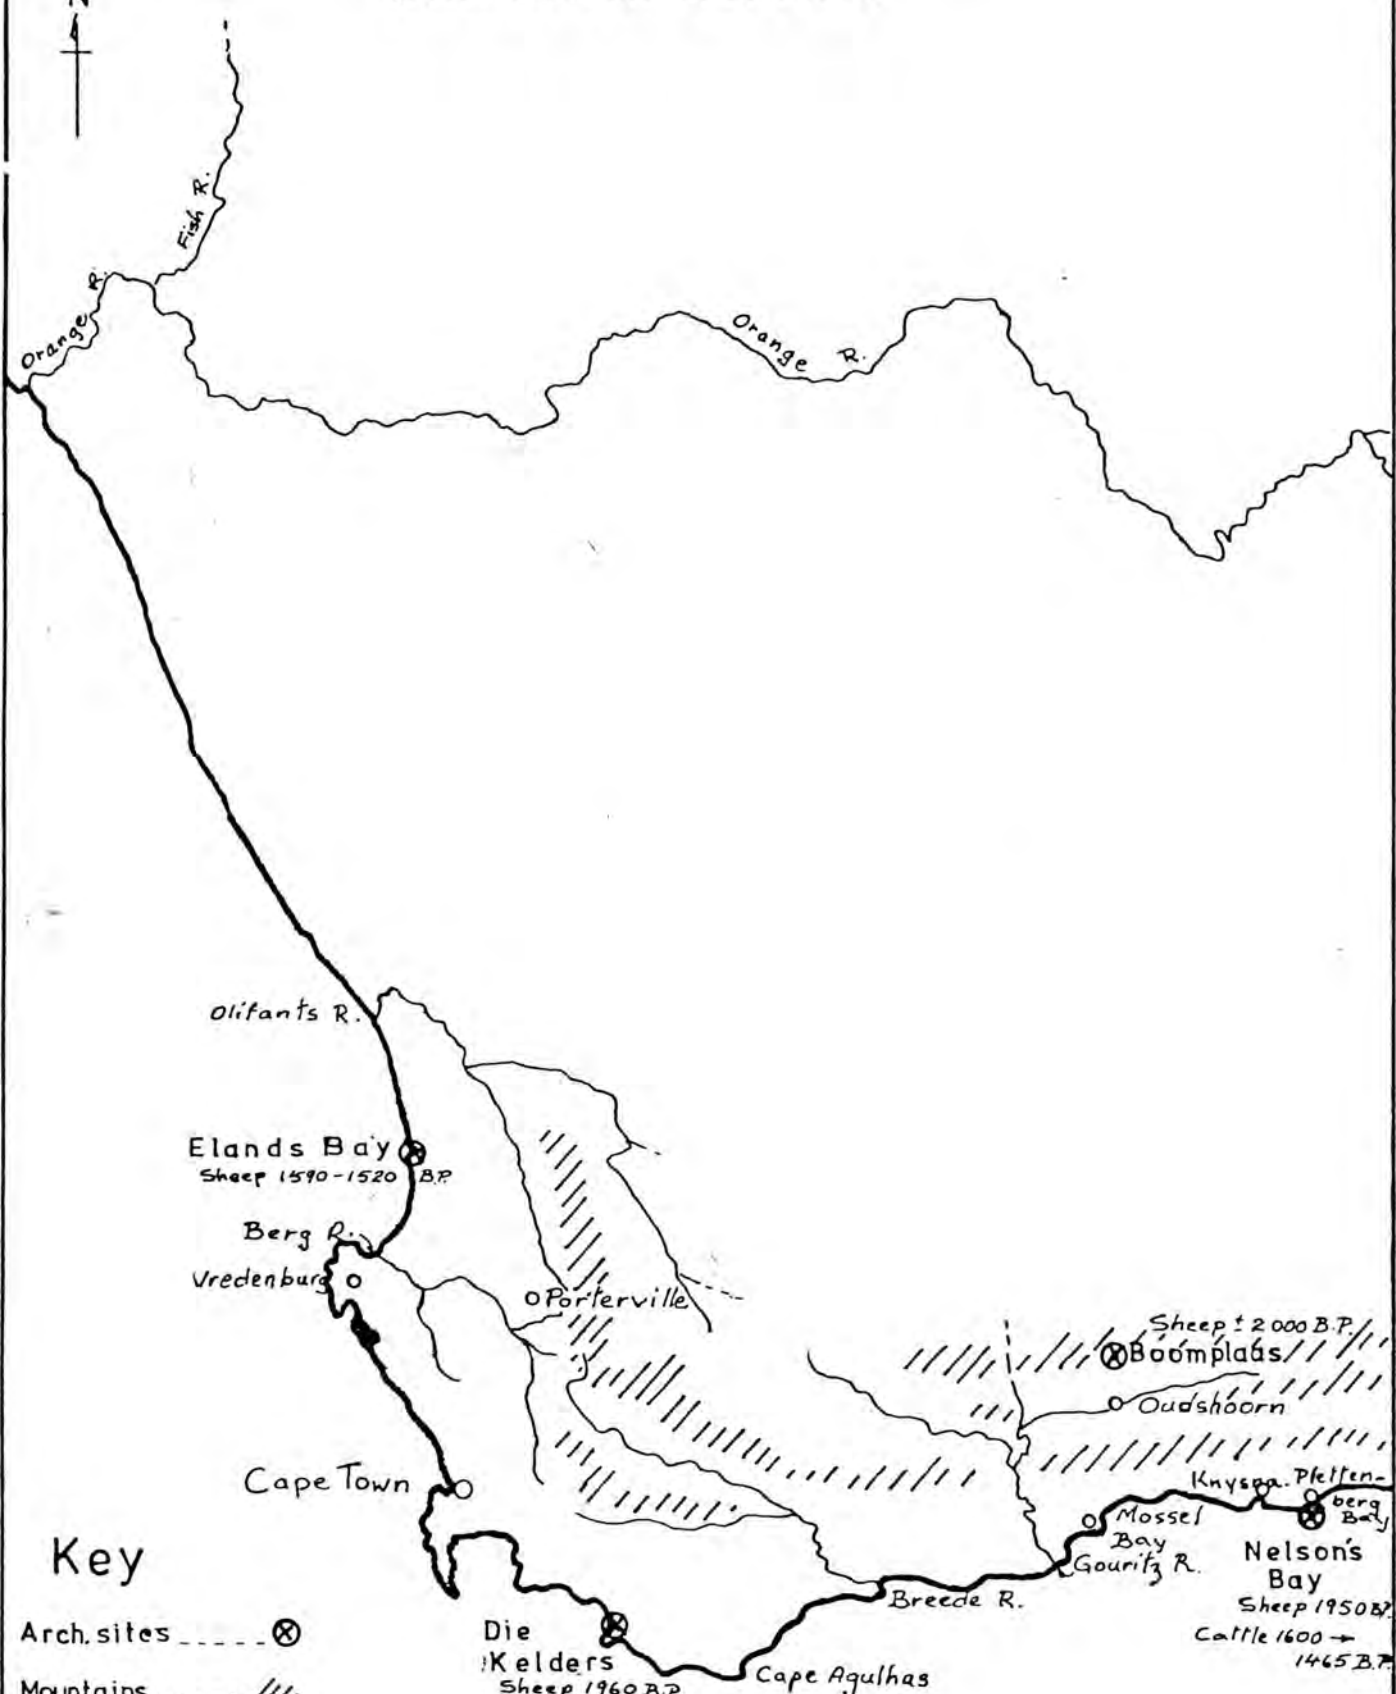 N
Fish R.
Orange R.
Orange R.
Olifants R.
Elands Bay
Sheep 1590-1520 B.P.
Berg R.
Vredenburg
Porterville
Sheep ± 2000 B.P.
Boomplaas
Oudshoorn
Cape Town
Knysna
Pletten-
berg
Bay
Mossel
Bay
Gouritz R.
Nelson's
Bay
Sheep 1950 B.P.
Cattle 1600 →
1465 B.P.
Breede R.
Cape Agulhas
Die
Kelders
Sheep 1960 B.P.
Key
Arch. sites
Mountains